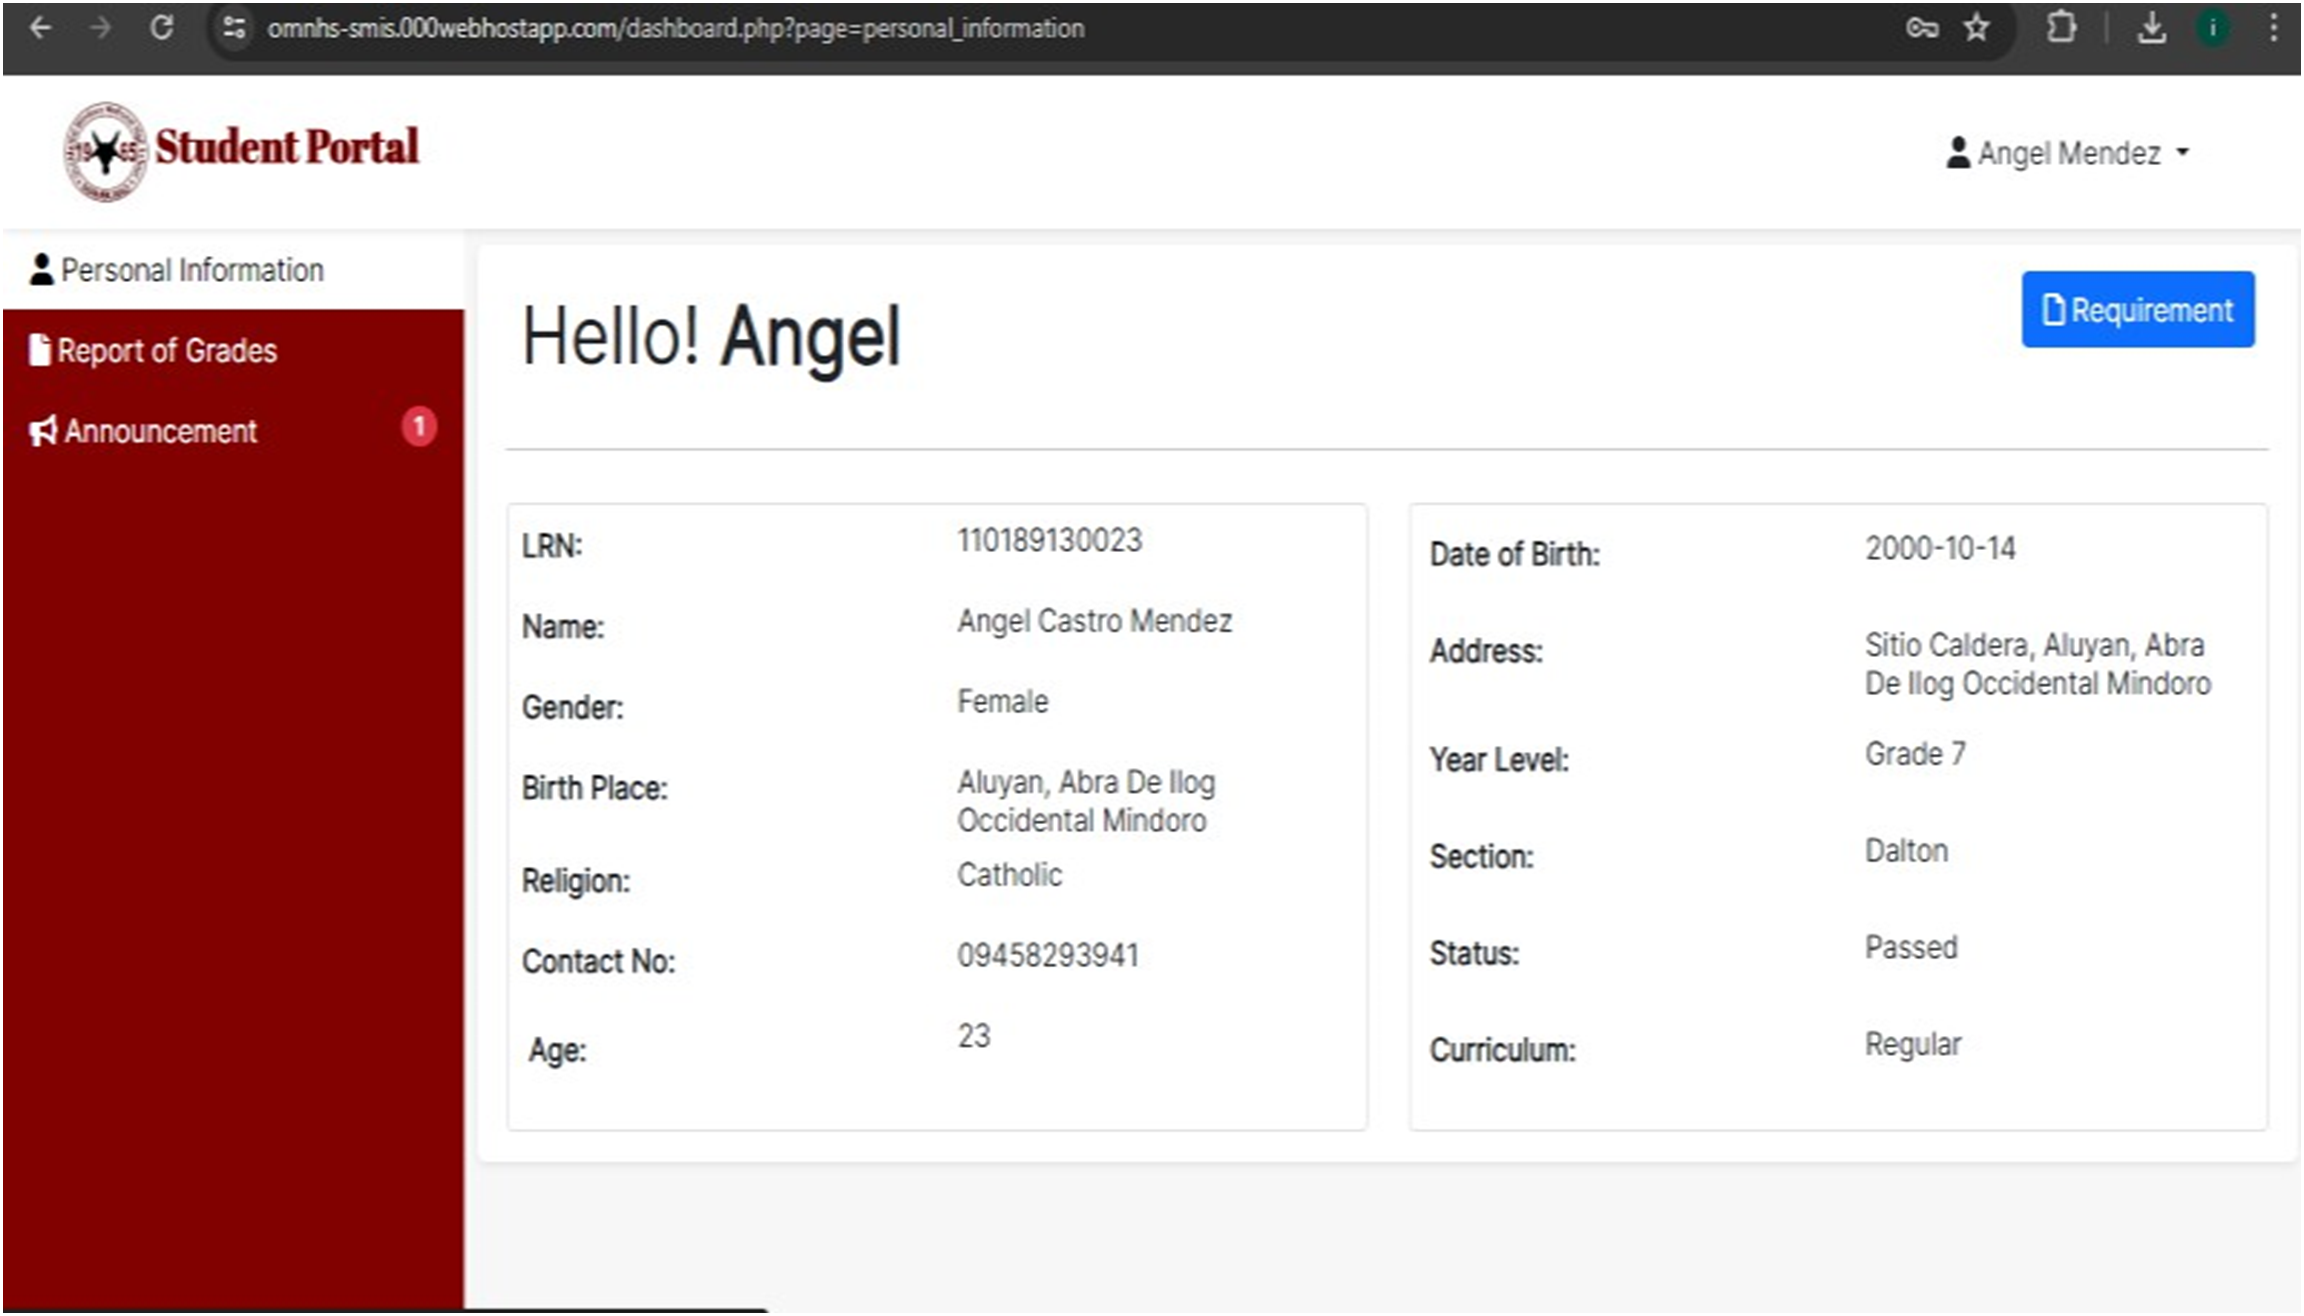 omnhs-smis.000webhostapp.com/dashboard.php?page=personal_information
i
1965
Student Portal
Angel Mendez
Personal Information
Report of Grades
Announcement 1
Hello! Angel
Requirement
LRN: 110189130023
Name: Angel Castro Mendez
Gender: Female
Birth Place: Aluyan, Abra De Ilog
Occidental Mindoro
Religion: Catholic
Contact No: 09458293941
Age: 23
Date of Birth: 2000-10-14
Address: Sitio Caldera, Aluyan, Abra
De Ilog Occidental Mindoro
Year Level: Grade 7
Section: Dalton
Status: Passed
Curriculum: Regular